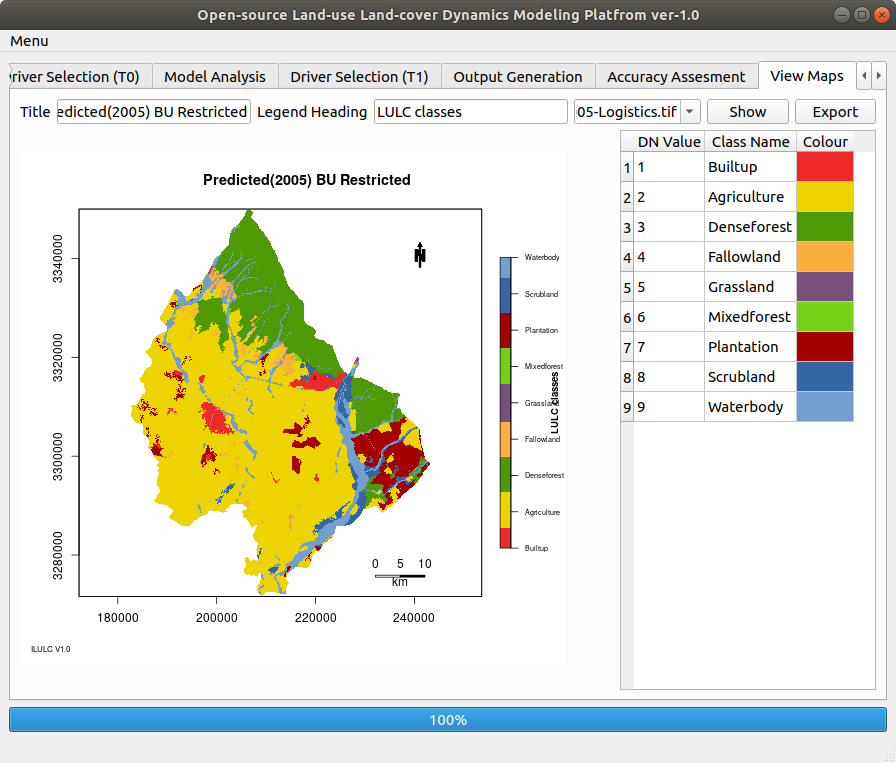 Open-source Land-use Land-cover Dynamics Modeling Platfrom ver-1.0
Menu
Driver Selection (T0) Model Analysis Driver Selection (T1) Output Generation Accuracy Assesment View Maps
Title edicted(2005) BU Restricted Legend Heading LULC classes 05-Logistics.tif Show Export
DN Value Class Name Colour
1 1 Builtup
2 2 Agriculture
3 3 Denseforest
4 4 Fallowland
5 5 Grassland
6 6 Mixedforest
7 7 Plantation
8 8 Scrubland
9 9 Waterbody
Predicted(2005) BU Restricted
N
3340000
3320000
3300000
3280000
180000 200000 220000 240000
0 5 10
km
Waterbody
Scrubland
Plantation
Mixedforest
Grassland
Fallowland
Denseforest
Agriculture
Builtup
LULC classes
ILULC V1.0
100%